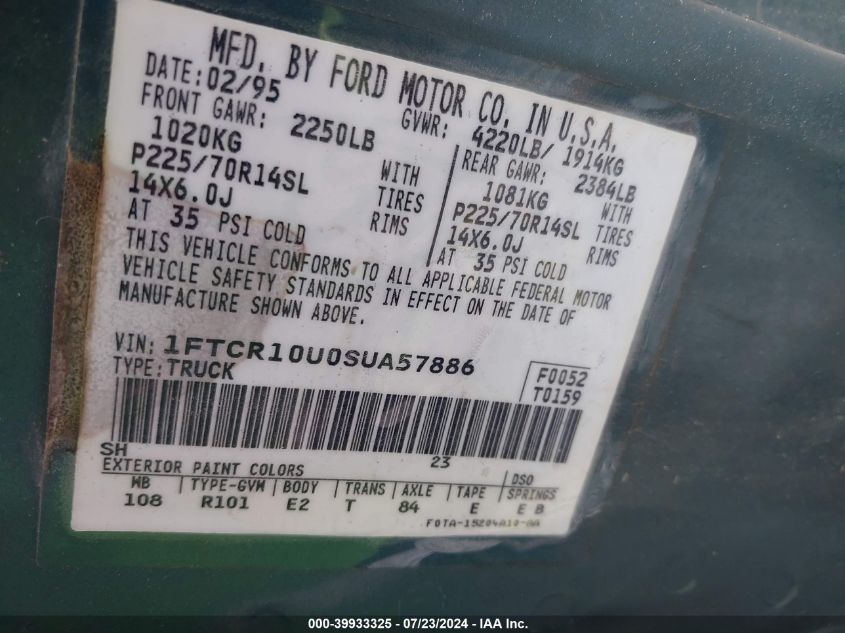 MFD. BY FORD MOTOR CO. IN U.S.A.
DATE: 02/95 GVWR: 4220LB/ 1914KG
FRONT GAWR: 2250LB REAR GAWR: 2384LB
1020KG WITH 1081KG WITH
P225/70R14SL TIRES P225/70R14SL TIRES
14X6.0J RIMS 14X6.0J RIMS
AT 35 PSI COLD AT 35 PSI COLD
THIS VEHICLE CONFORMS TO ALL APPLICABLE FEDERAL MOTOR
VEHICLE SAFETY STANDARDS IN EFFECT ON THE DATE OF
MANUFACTURE SHOWN ABOVE.
VIN: 1FTCR10U0SUA57886
TYPE: TRUCK
F0052
T0159
SH 23
EXTERIOR PAINT COLORS DSO
WB TYPE-GVW BODY TRANS AXLE TAPE SPRINGS
108 R101 E2 T 84 E E B
F0TA-15204A10-AA
000-39933325 / 07/23/2024 - IAA Inc.